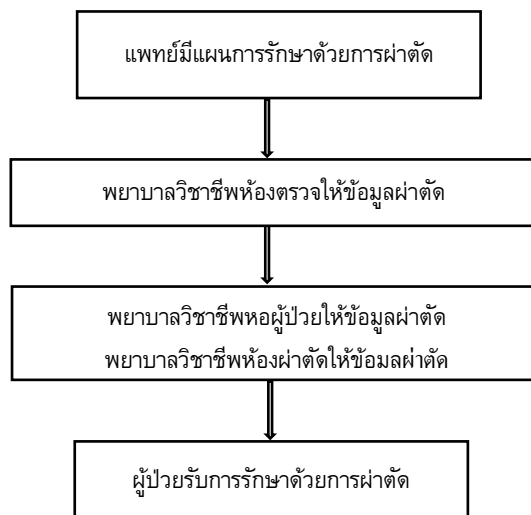 แพทย์มีแผนการรักษาด้วยการผ่าตัด
พยาบาลวิชาชีพห้องตรวจให้ข้อมูลผ่าตัด
พยาบาลวิชาชีพหอผู้ป่วยให้ข้อมูลผ่าตัด
พยาบาลวิชาชีพห้องผ่าตัดให้ข้อมลผ่าตัด
ผู้ป่วยรับการรักษาด้วยการผ่าตัด